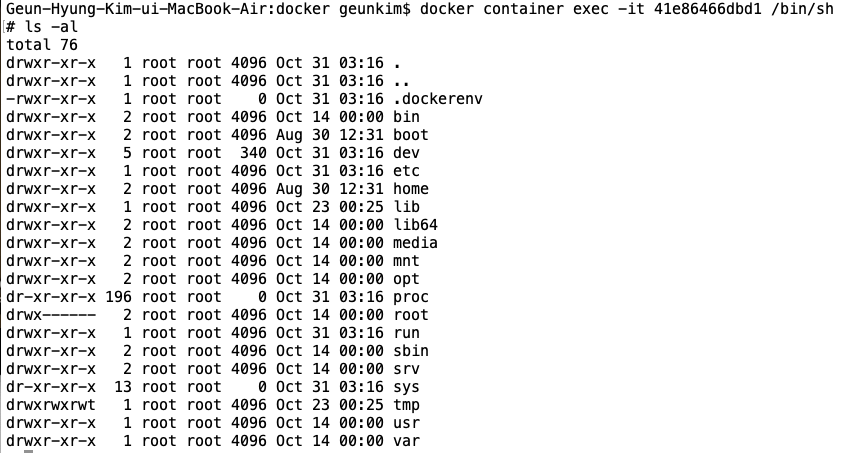 Geun-Hyung-Kim-ui-MacBook-Air:docker geunkim$ docker container exec -it 41e86466dbd1 /bin/sh
# ls -al
total 76
drwxr-xr-x   1 root root 4096 Oct 31 03:16 .
drwxr-xr-x   1 root root 4096 Oct 31 03:16 ..
-rwxr-xr-x   1 root root    0 Oct 31 03:16 .dockerenv
drwxr-xr-x   2 root root 4096 Oct 14 00:00 bin
drwxr-xr-x   2 root root 4096 Aug 30 12:31 boot
drwxr-xr-x   5 root root  340 Oct 31 03:16 dev
drwxr-xr-x   1 root root 4096 Oct 31 03:16 etc
drwxr-xr-x   2 root root 4096 Aug 30 12:31 home
drwxr-xr-x   1 root root 4096 Oct 23 00:25 lib
drwxr-xr-x   2 root root 4096 Oct 14 00:00 lib64
drwxr-xr-x   2 root root 4096 Oct 14 00:00 media
drwxr-xr-x   2 root root 4096 Oct 14 00:00 mnt
drwxr-xr-x   2 root root 4096 Oct 14 00:00 opt
dr-xr-xr-x 196 root root    0 Oct 31 03:16 proc
drwx------   2 root root 4096 Oct 14 00:00 root
drwxr-xr-x   1 root root 4096 Oct 31 03:16 run
drwxr-xr-x   2 root root 4096 Oct 14 00:00 sbin
drwxr-xr-x   2 root root 4096 Oct 14 00:00 srv
dr-xr-xr-x  13 root root    0 Oct 31 03:16 sys
drwxrwxrwt   1 root root 4096 Oct 23 00:25 tmp
drwxr-xr-x   1 root root 4096 Oct 14 00:00 usr
drwxr-xr-x   1 root root 4096 Oct 14 00:00 var